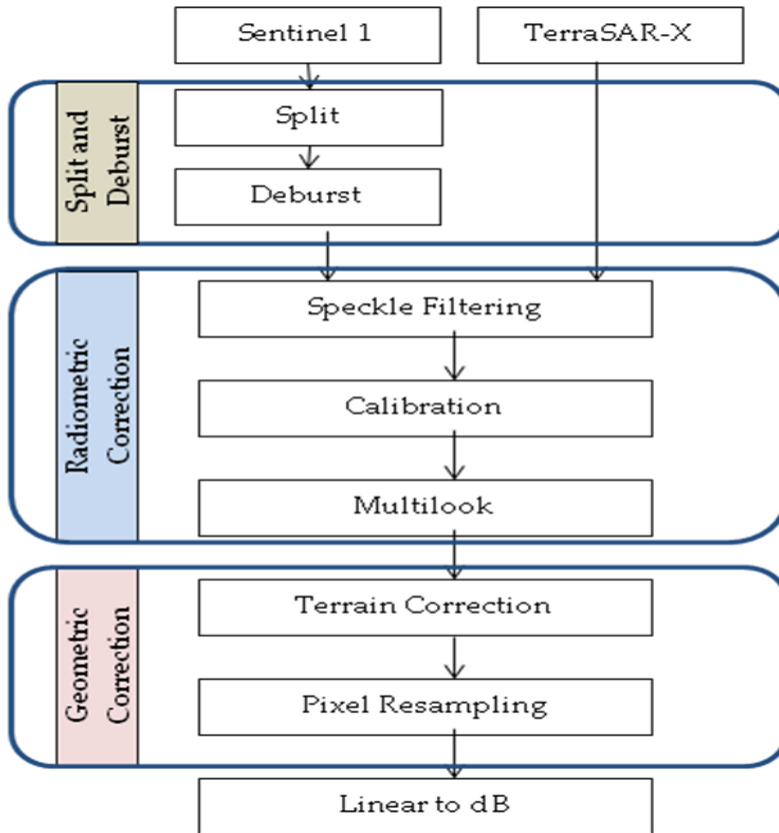 Sentinel 1
TerraSAR-X
Split and
Deburst
Split
Deburst
Radiometric
Correction
Speckle Filtering
Calibration
Multilook
Geometric
Correction
Terrain Correction
Pixel Resampling
Linear to dB